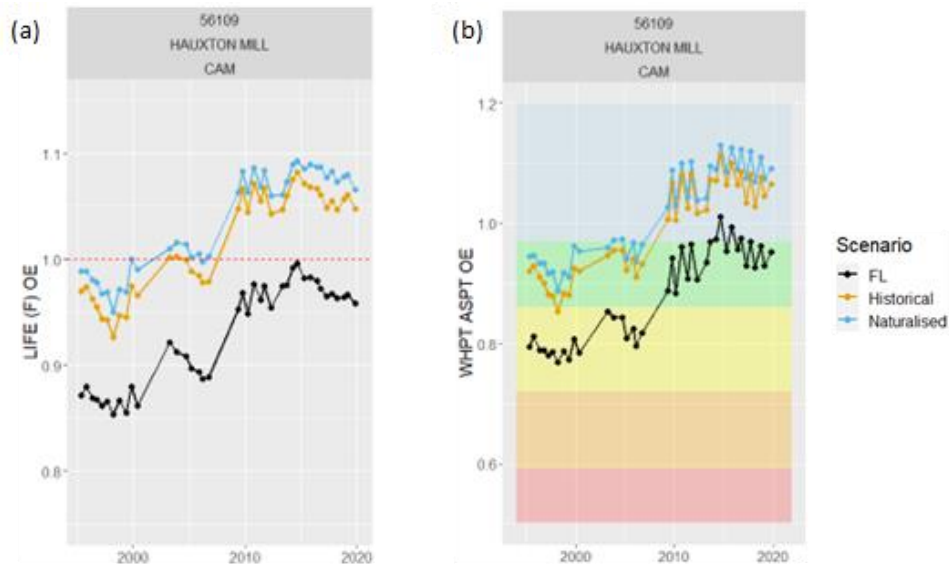 (a)
56109
HAUXTON MILL
CAM
LIFE (F) OE
1.1
1.0
0.9
0.8
2000
2010
2020
(b)
56109
HAUXTON MILL
CAM
WHPT ASPT OE
1.2
1.0
0.8
0.6
2000
2010
2020
Scenario
FL
Historical
Naturalised